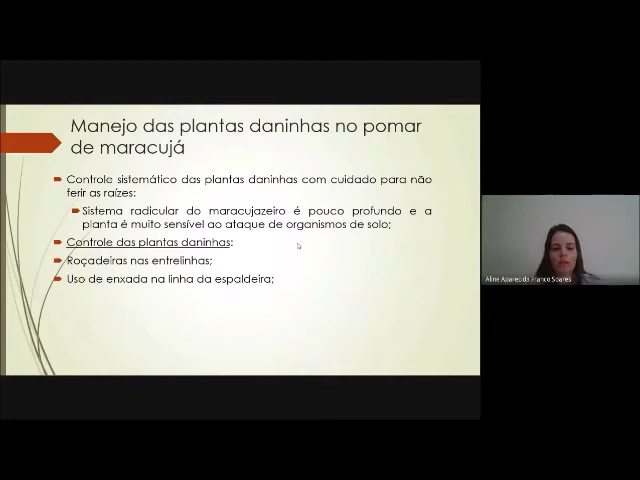 Manejo das plantas daninhas no pomar
de maracujá
Controle sistemático das plantas daninhas com cuidado para não
ferir as raízes:
Sistema radicular do maracujazeiro é pouco profundo e a
planta é muito sensível ao ataque de organismos de solo;
Controle das plantas daninhas:
Roçadeiras nas entrelinhas;
Uso de enxada na linha da espaldeira;
Aline Aparecida Franco Soares